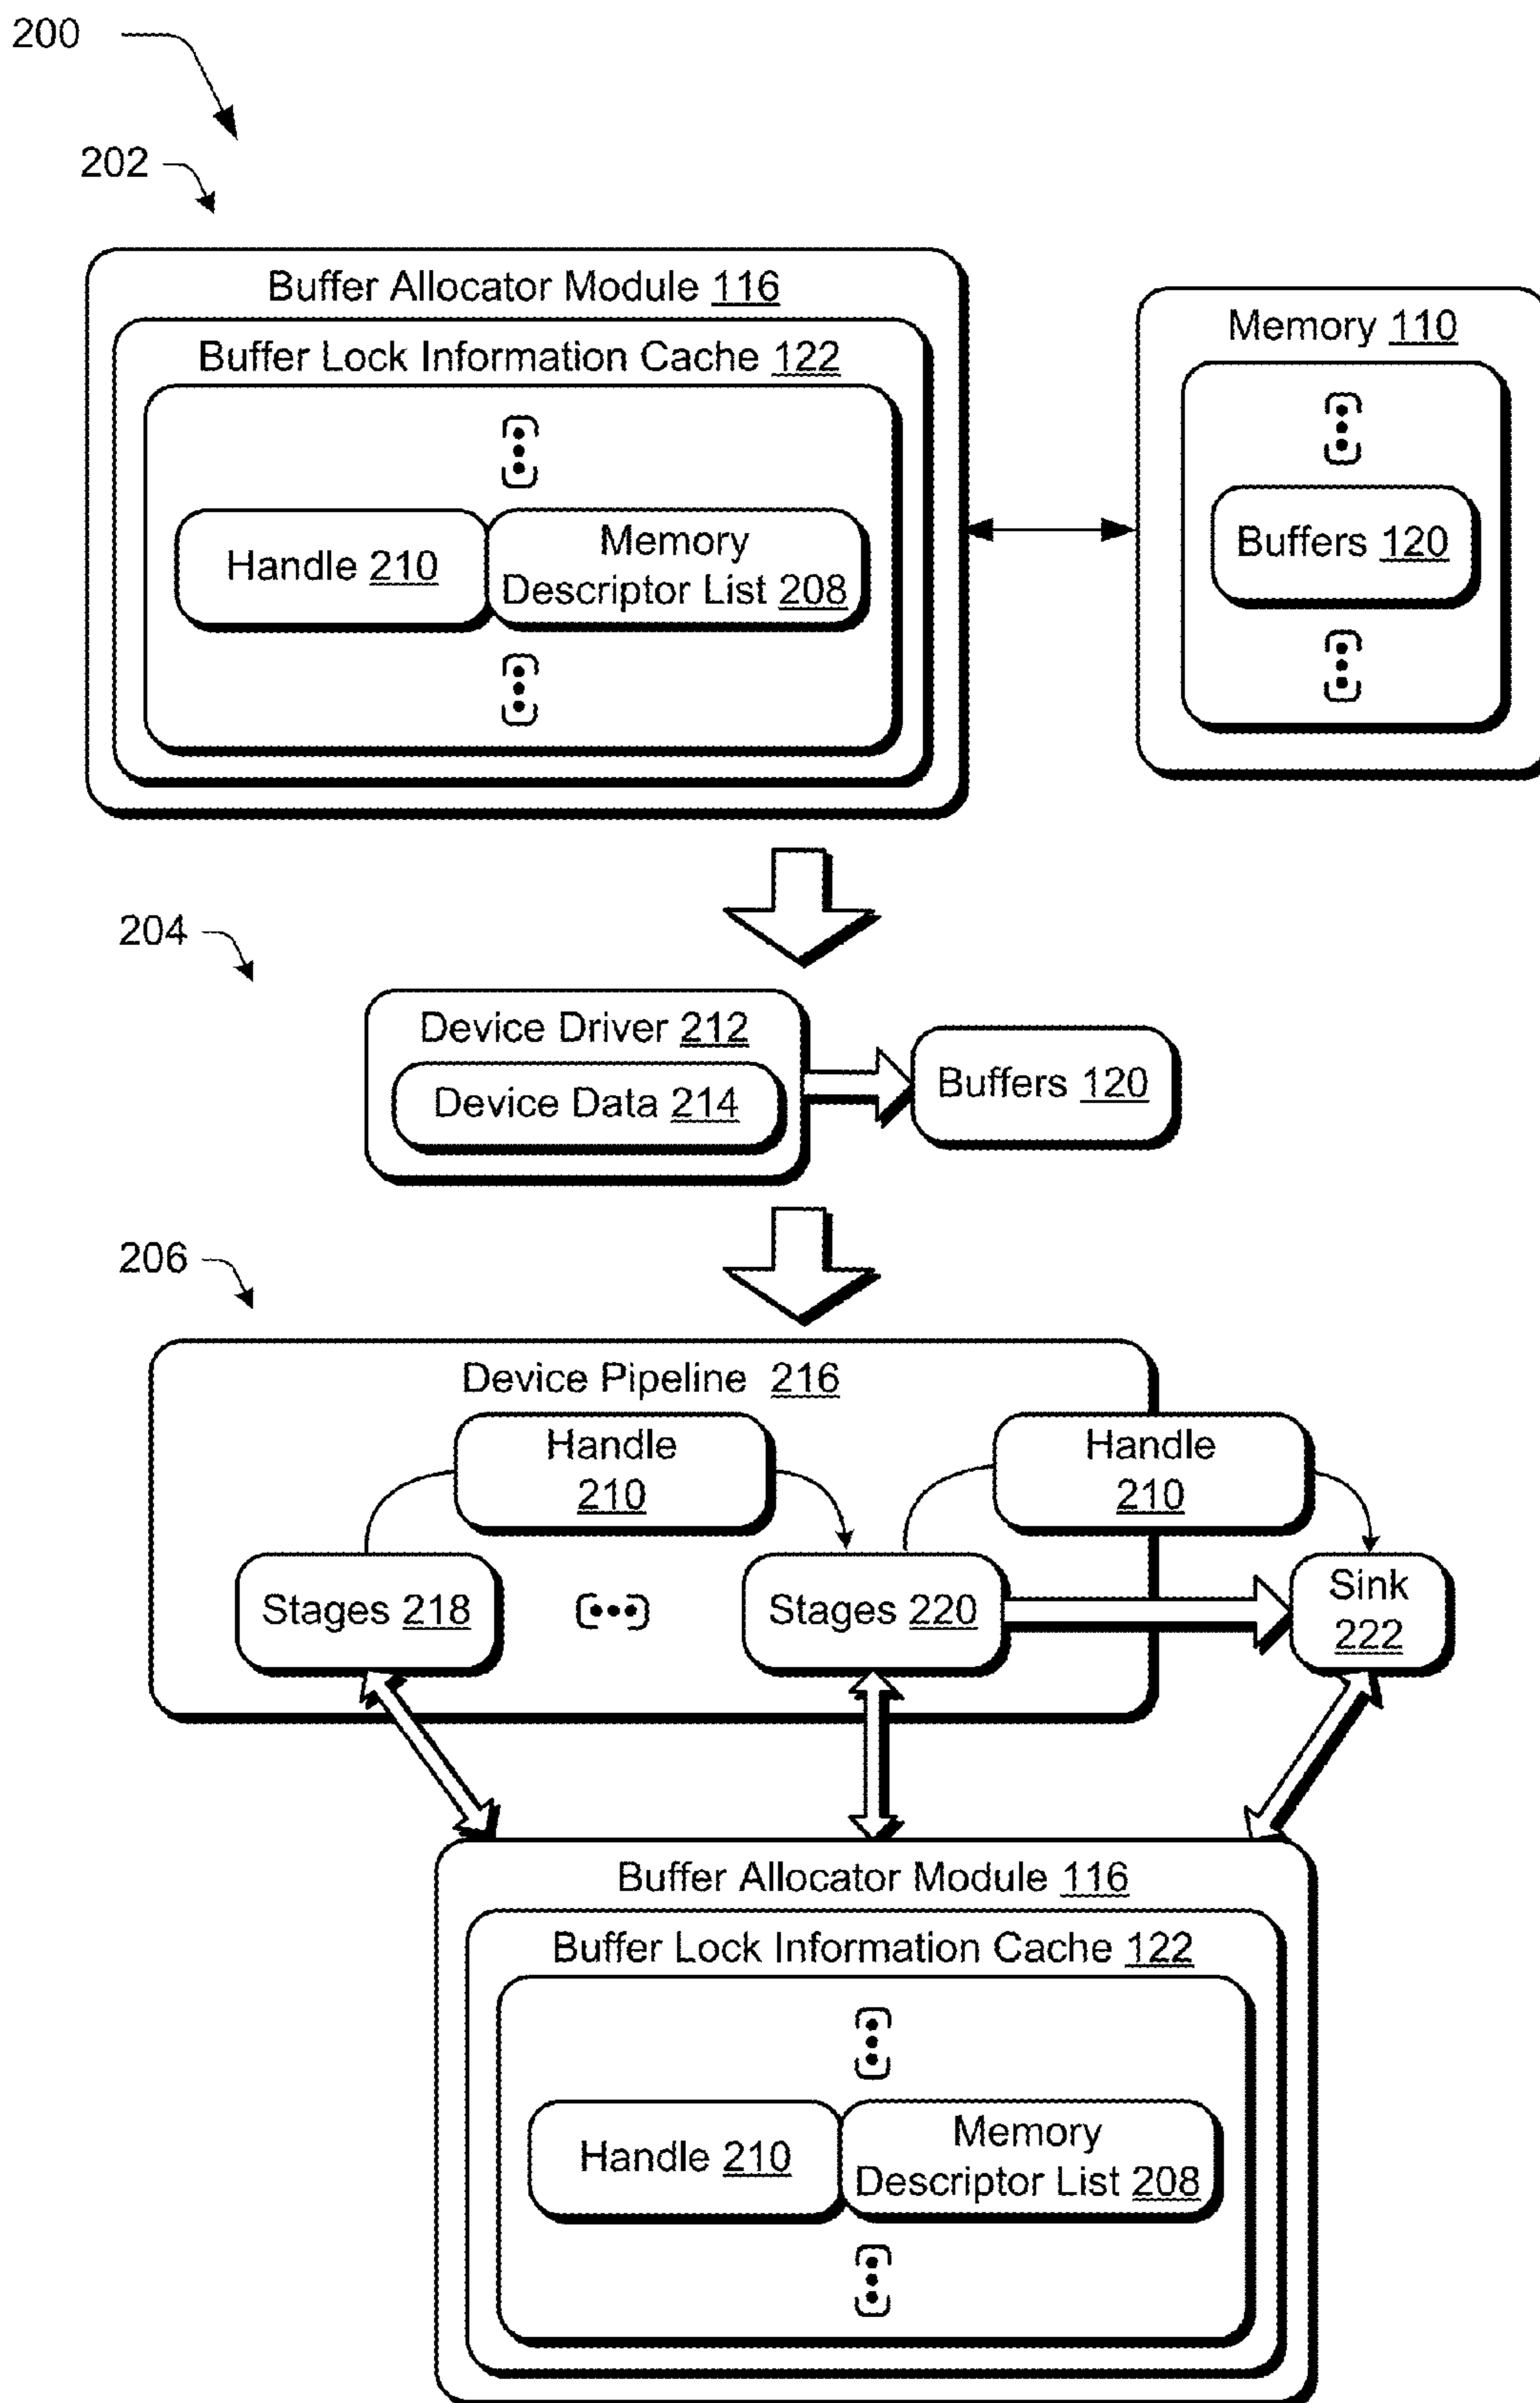 200
202
Buffer Allocator Module 116
Buffer Lock Information Cache 122
Handle 210
Memory
Descriptor List 208
Memory 110
Buffers 120
204
Device Driver 212
Device Data 214
Buffers 120
206
Device Pipeline 216
Handle
210
Handle
210
Stages 218
Stages 220
Sink
222
Buffer Allocator Module 116
Buffer Lock Information Cache 122
Handle 210
Memory
Descriptor List 208